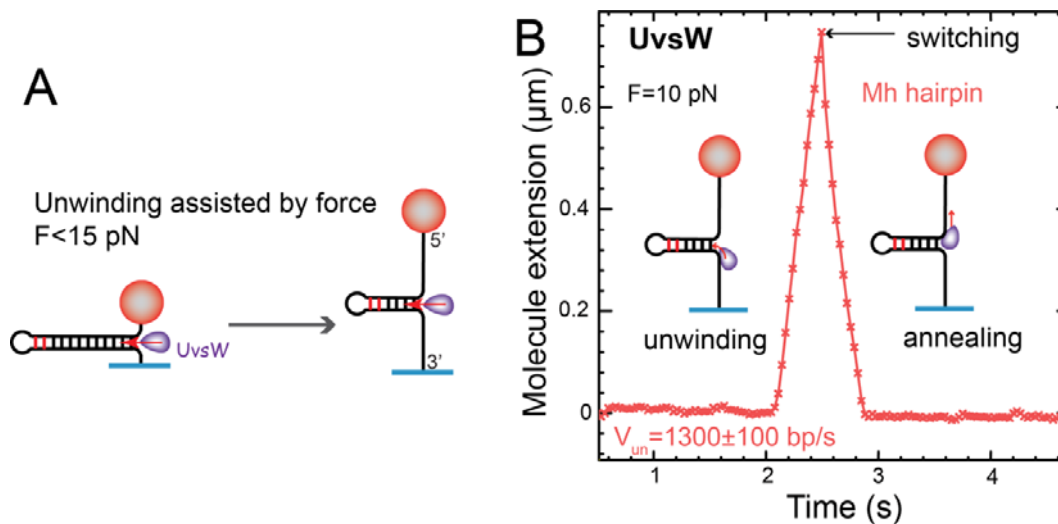 A
Unwinding assisted by force
F<15 pN
5'
UvsW
3'
B
UvsW
switching
F=10 pN
Mh hairpin
unwinding
annealing
V_un=1300±100 bp/s
Molecule extension (μm)
0.6
0.4
0.2
0
1
2
3
4
Time (s)